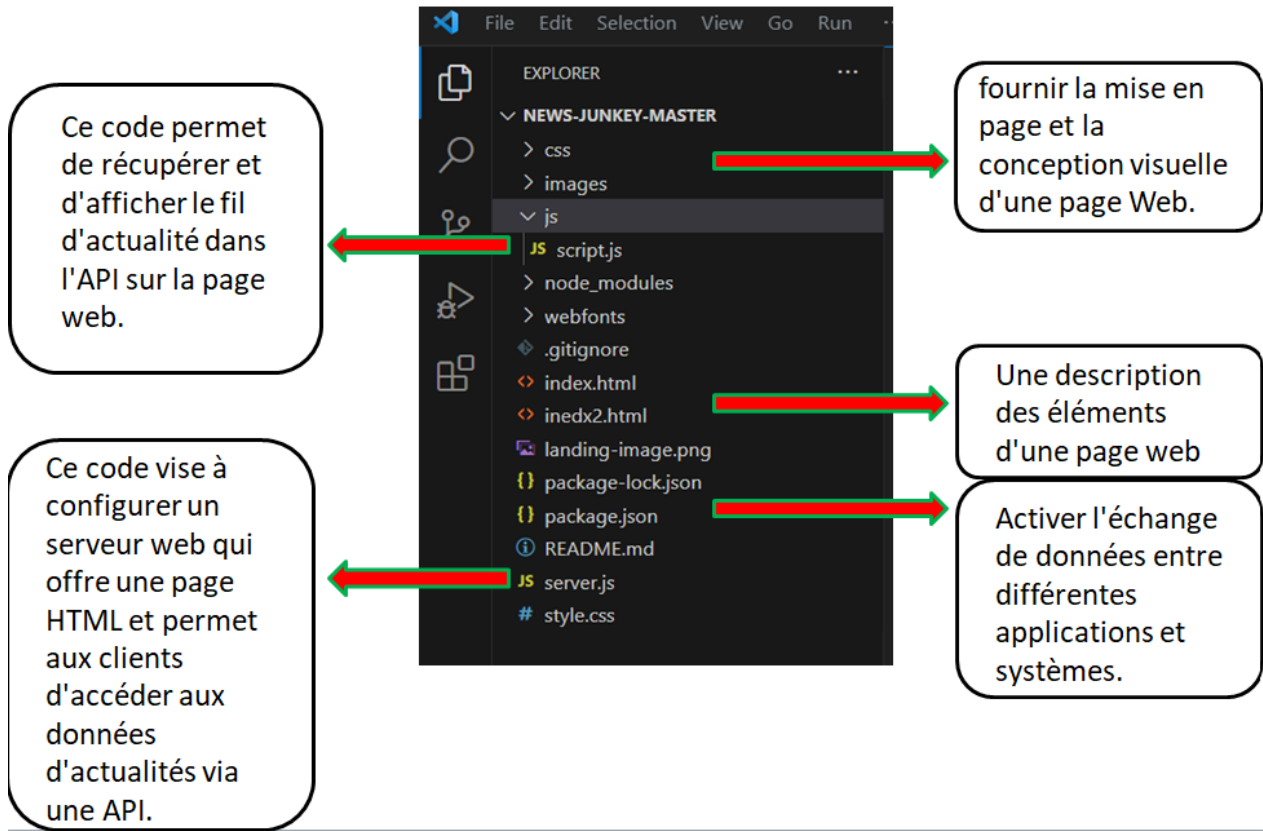 File Edit Selection View Go Run ..
EXPLORER ...
NEWS-JUNKEY-MASTER
css
images
js
JS script.js
node_modules
webfonts
.gitignore
<> index.html
<> inedx2.html
landing-image.png
{} package-lock.json
{} package.json
README.md
JS server.js
# style.css
Ce code permet
de récupérer et
d'afficher le fil
d'actualité dans
l'API sur la page
web.
Ce code vise à
configurer un
serveur web qui
offre une page
HTML et permet
aux clients
d'accéder aux
données
d'actualités via
une API.
fournir la mise en
page et la
conception visuelle
d'une page Web.
Une description
des éléments
d'une page web
Activer l'échange
de données entre
différentes
applications et
systèmes.